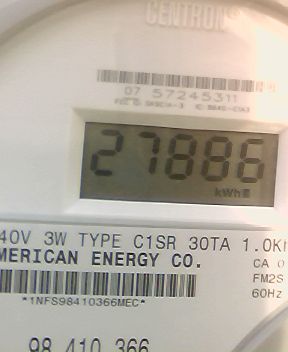 CENTRON®
07 57245311
27886
kWh
40V 3W TYPE C1SR 30TA 1.0Kh
MERICAN ENERGY CO.
CA
FM2S
60Hz
*1NFS98410366MEC*
98 410 366